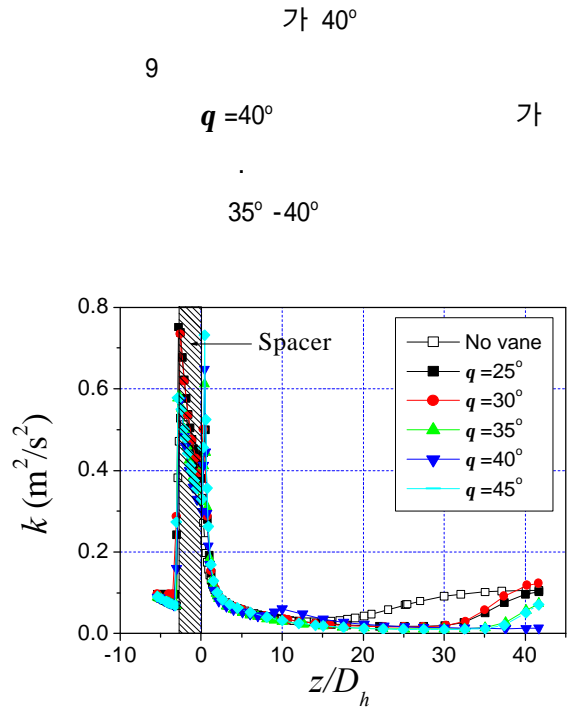 가 40°
9
q =40° 가
.
35° -40°
0.8
0.6
0.4
0.2
0.0
k (m²/s²)
Spacer
No vane
q =25°
q =30°
q =35°
q =40°
q =45°
-10 0 10 20 30 40
z/Dₕ